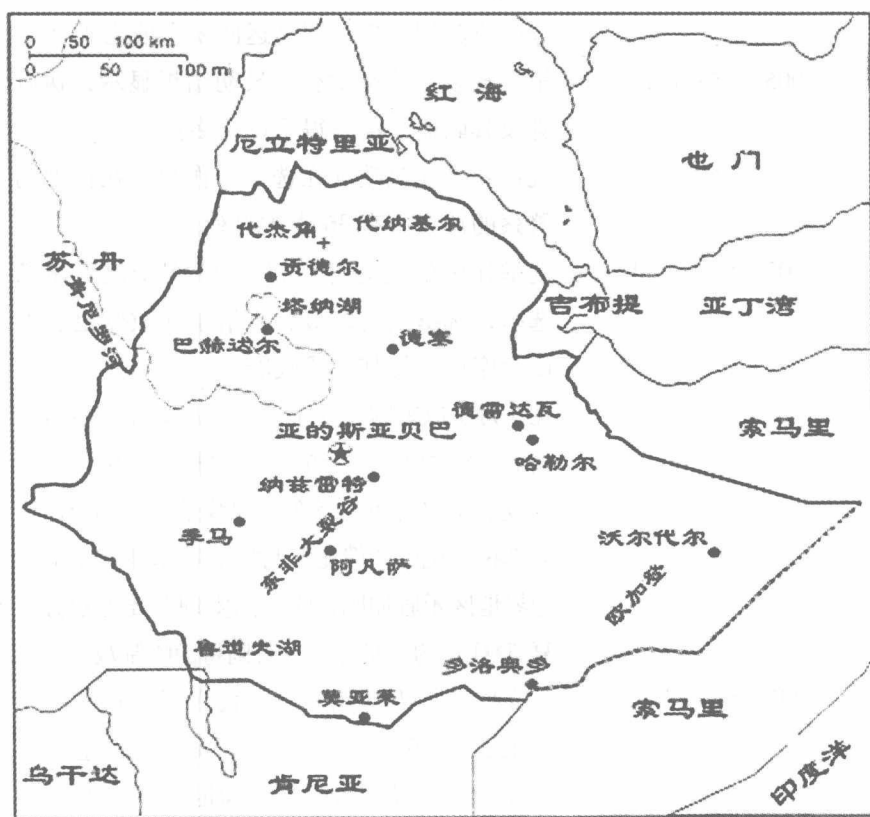 0 50 100 km
0 50 100 mi
红海
厄立特里亚
也门
代杰角
代纳基尔
苏丹
贡德尔
青尼罗河
塔纳湖
吉布提
亚丁湾
巴赫达尔
德塞
德雷达瓦
亚的斯亚贝巴
索马里
哈勒尔
纳兹雷特
季马
东非大裂谷
阿凡萨
沃尔代尔
欧加登
鲁道夫湖
多洛奥多
莫亚莱
索马里
乌干达
肯尼亚
印度洋